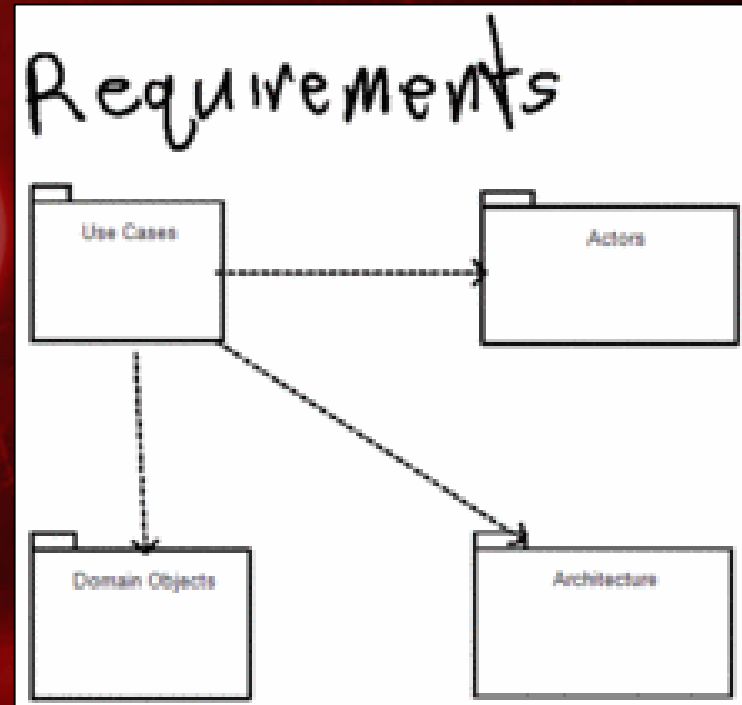 Requirements
Use Cases
Actors
Domain Objects
Architecture